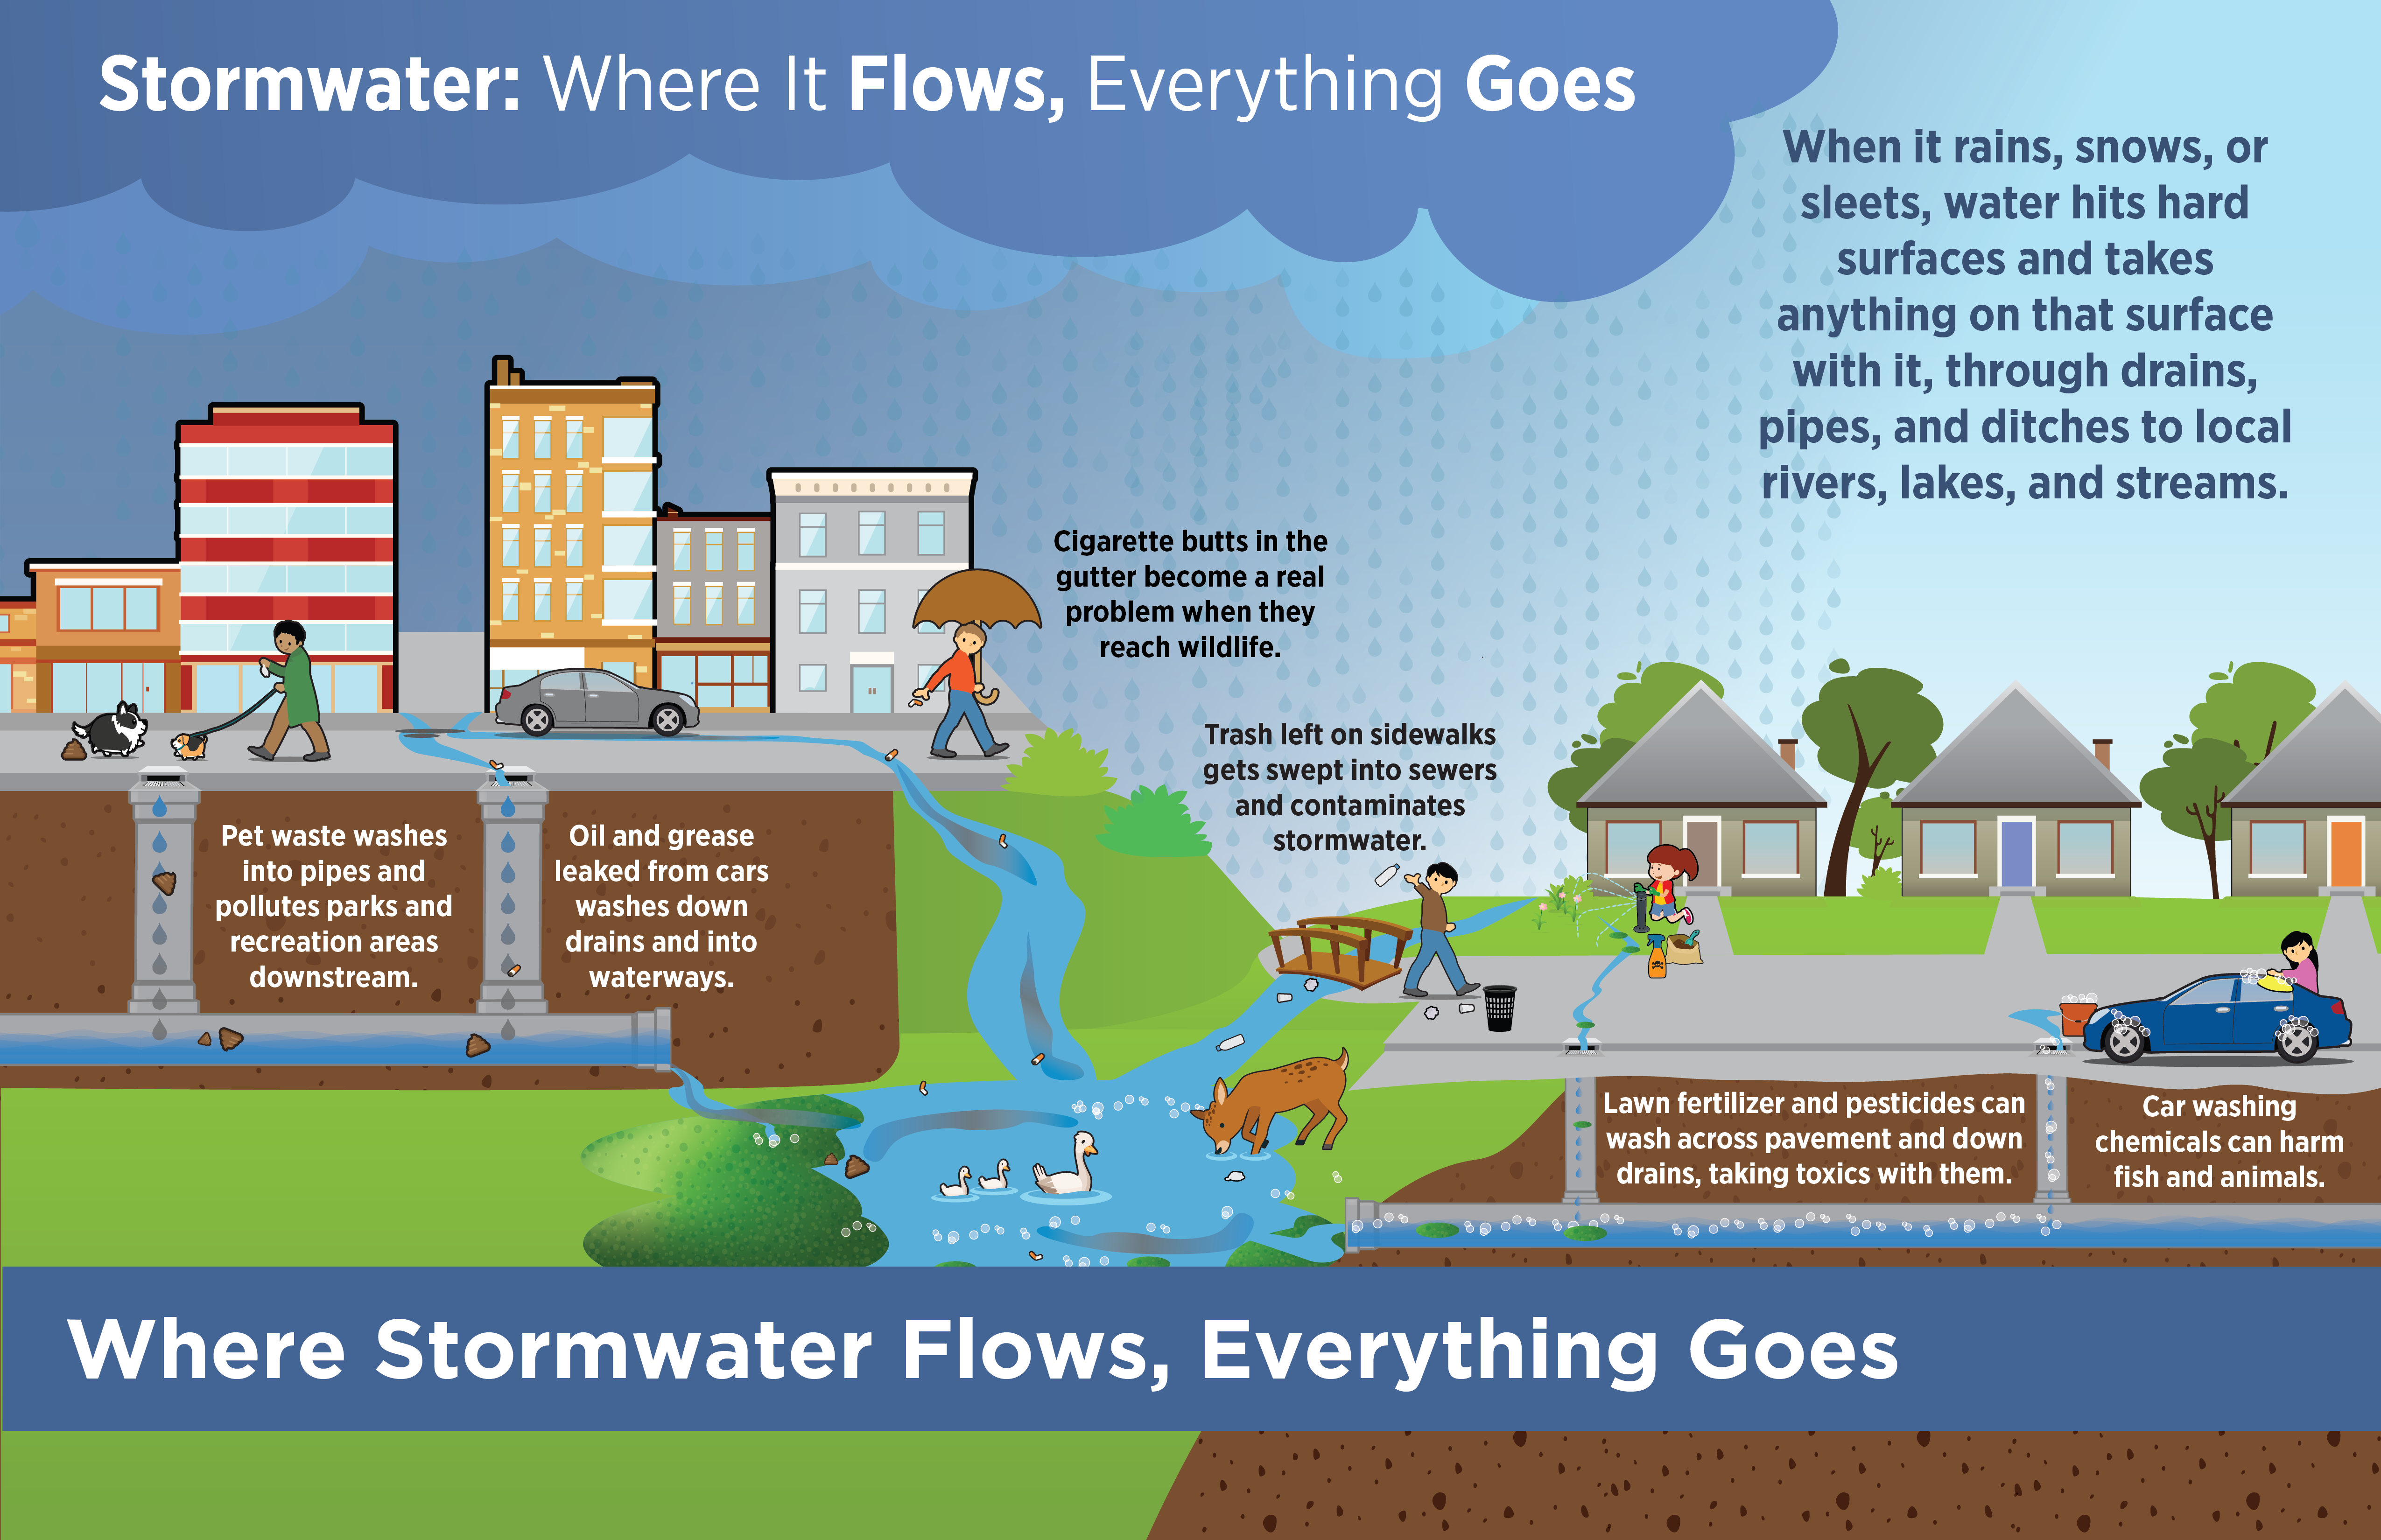 Stormwater: Where It Flows, Everything Goes
When it rains, snows, or
sleets, water hits hard
surfaces and takes
anything on that surface
with it, through drains,
pipes, and ditches to local
rivers, lakes, and streams.
Cigarette butts in the
gutter become a real
problem when they
reach wildlife.
Trash left on sidewalks
gets swept into sewers
and contaminates
stormwater.
Pet waste washes
into pipes and
pollutes parks and
recreation areas
downstream.
Oil and grease
leaked from cars
washes down
drains and into
waterways.
Lawn fertilizer and pesticides can
wash across pavement and down
drains, taking toxics with them.
Car washing
chemicals can harm
fish and animals.
Where Stormwater Flows, Everything Goes